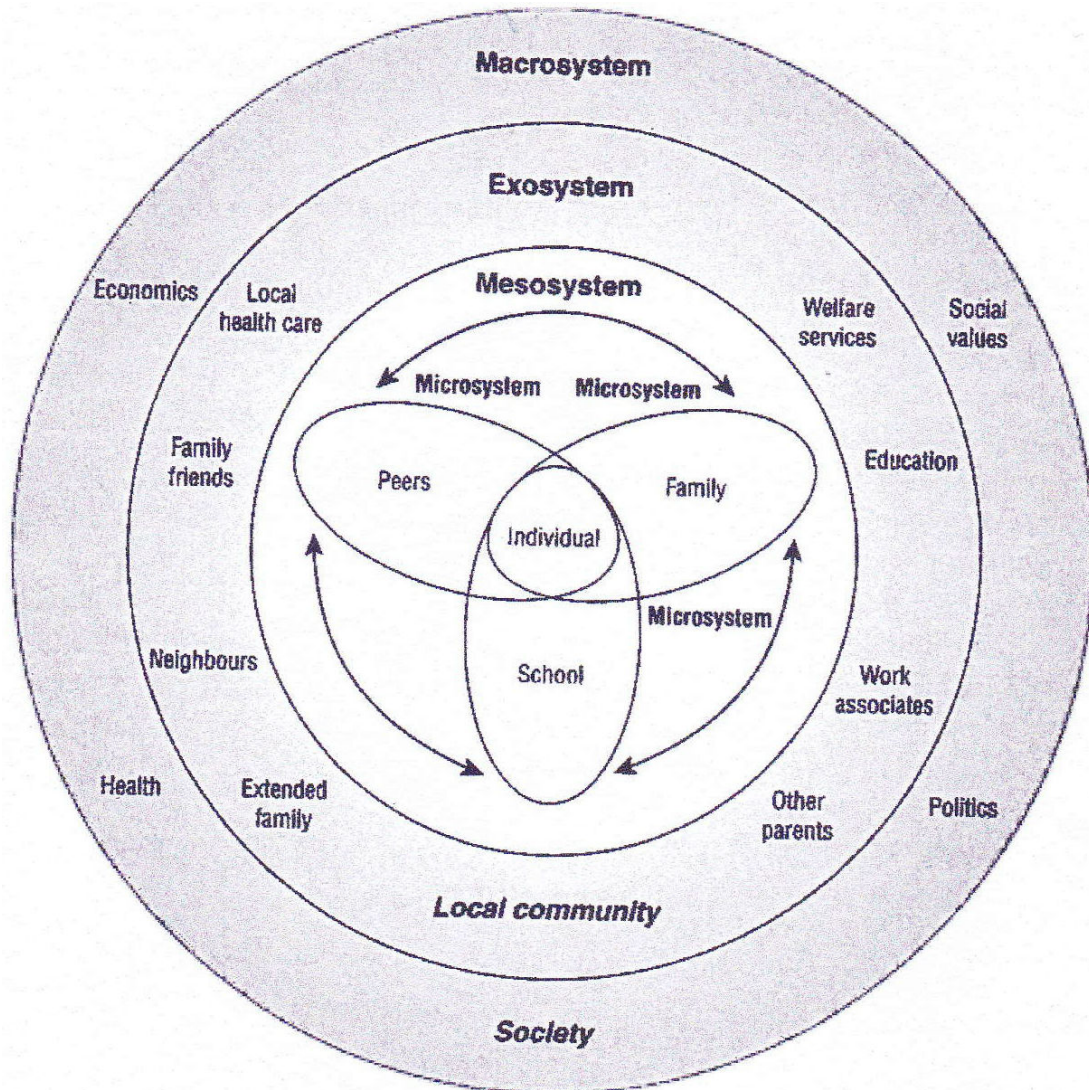 Macrosystem
Exosystem
Mesosystem
Economics
Local
health care
Welfare
services
Social
values
Microsystem
Microsystem
Family
friends
Peers
Family
Education
Individual
Microsystem
Neighbours
School
Work
associates
Health
Extended
family
Other
parents
Politics
Local community
Society